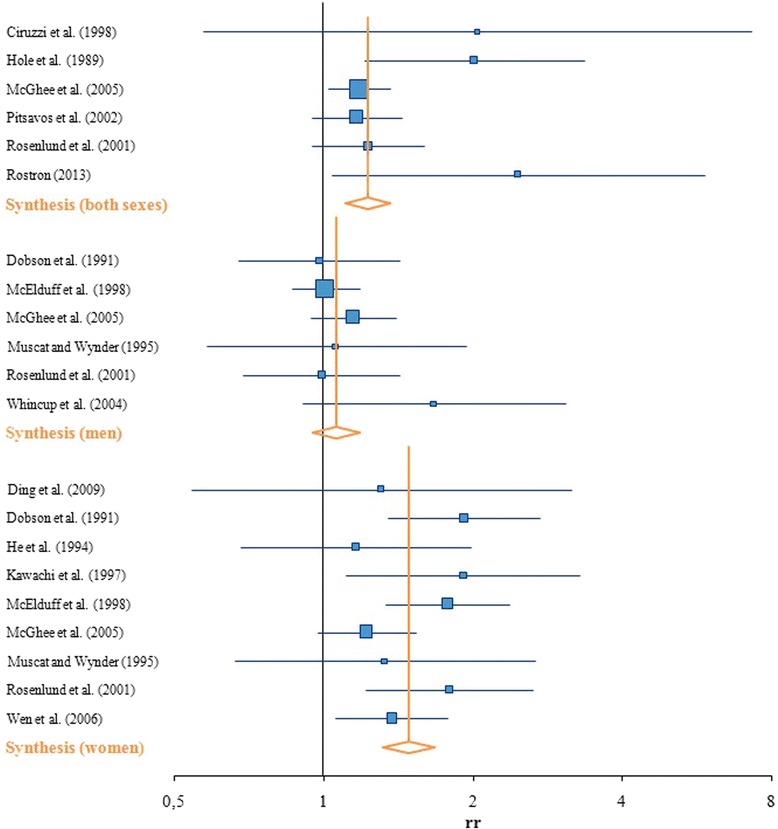 Ciruzzi et al. (1998)
Hole et al. (1989)
McGhee et al. (2005)
Pitsavos et al. (2002)
Rosenlund et al. (2001)
Rostron (2013)
Synthesis (both sexes)
Dobson et al. (1991)
McElduff et al. (1998)
McGhee et al. (2005)
Muscat and Wynder (1995)
Rosenlund et al. (2001)
Whincup et al. (2004)
Synthesis (men)
Ding et al. (2009)
Dobson et al. (1991)
He et al. (1994)
Kawachi et al. (1997)
McElduff et al. (1998)
McGhee et al. (2005)
Muscat and Wynder (1995)
Rosenlund et al. (2001)
Wen et al. (2006)
Synthesis (women)
0,5 1 2 4 8
rr